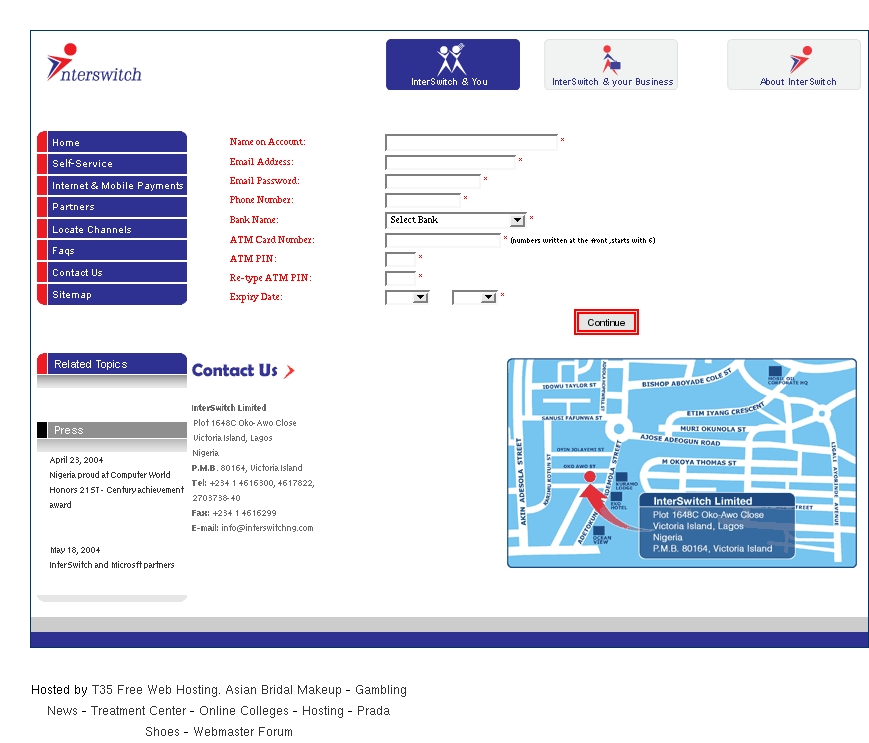 interswitch
InterSwitch & You
InterSwitch & your Business
About InterSwitch
Home
Self-Service
Internet & Mobile Payments
Partners
Locate Channels
Faqs
Contact Us
Sitemap
Name on Account: *
Email Address: *
Email Password: *
Phone Number: *
Bank Name: Select Bank *
ATM Card Number: * (numbers written at the front ,starts with 6)
ATM PIN: *
Re-type ATM PIN: *
Expiry Date: *
Continue
Related Topics
Press
April 23, 2004
Nigeria proud at Computer World
Honors 21ST- Century achievement
award
May 18, 2004
InterSwitch and Microsft partners
Contact Us
InterSwitch Limited
Plot 1648C Oko-Awo Close
Victoria Island, Lagos
Nigeria
P.M.B. 80164, Victoria Island
Tel: +234 1 4616300, 4617822,
2703738-40
Fax: +234 1 4616299
E-mail: info@interswitchng.com
IDOWU TAYLOR ST
BISHOP ABOYADE COLE ST
MOBIL OIL
CORPORATE HQ
SANUSI FAFUNWA ST
ETIM IYANG CRESCENT
MURI OKUNOLA ST
AJOSE ADEOGUN ROAD
OYIN JOLAYEMI ST
OKO AWO ST
M OKOYA THOMAS ST
AKIN ADESOLA STREET
KARIMU KOTUN ST
ADETOKUNBO ADEMOLA STREET
LIGALI AYORINDE AVENUE
KURAMO
LODGE
EKO
HOTEL
OCEAN
VIEW
InterSwitch Limited
Plot 1648C Oko-Awo Close
Victoria Island, Lagos
Nigeria
P.M.B. 80164, Victoria Island
Hosted by T35 Free Web Hosting. Asian Bridal Makeup - Gambling
News - Treatment Center - Online Colleges - Hosting - Prada
Shoes - Webmaster Forum